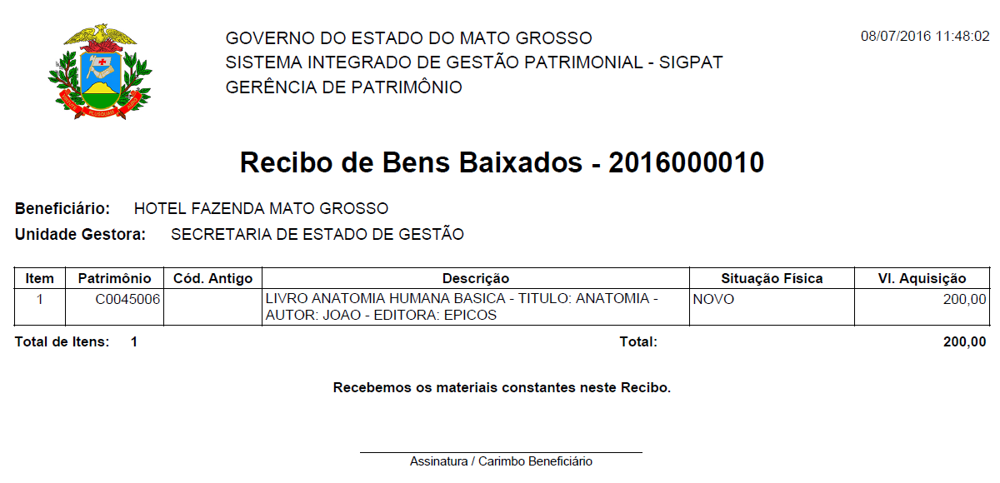 GOVERNO DO ESTADO DO MATO GROSSO
08/07/2016 11:48:02
SISTEMA INTEGRADO DE GESTÃO PATRIMONIAL - SIGPAT
GERÊNCIA DE PATRIMÔNIO
Recibo de Bens Baixados - 2016000010
Beneficiário: HOTEL FAZENDA MATO GROSSO
Unidade Gestora: SECRETARIA DE ESTADO DE GESTÃO
Item Patrimônio Cód. Antigo Descrição Situação Física Vl. Aquisição
1 C0045006 LIVRO ANATOMIA HUMANA BASICA - TITULO: ANATOMIA - NOVO 200,00
AUTOR: JOAO - EDITORA: EPICOS
Total de Itens: 1 Total: 200,00
Recebemos os materiais constantes neste Recibo.
Assinatura / Carimbo Beneficiário